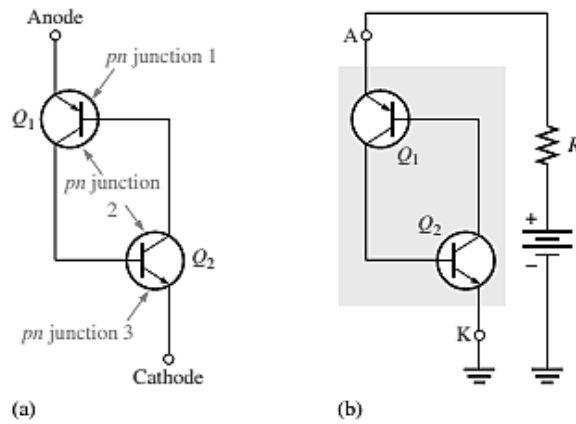 Anode
pn junction 1
Q1
pn junction
2
Q2
pn junction 3
Cathode
(a)
A
Q1
Q2
R
+
−
K
(b)